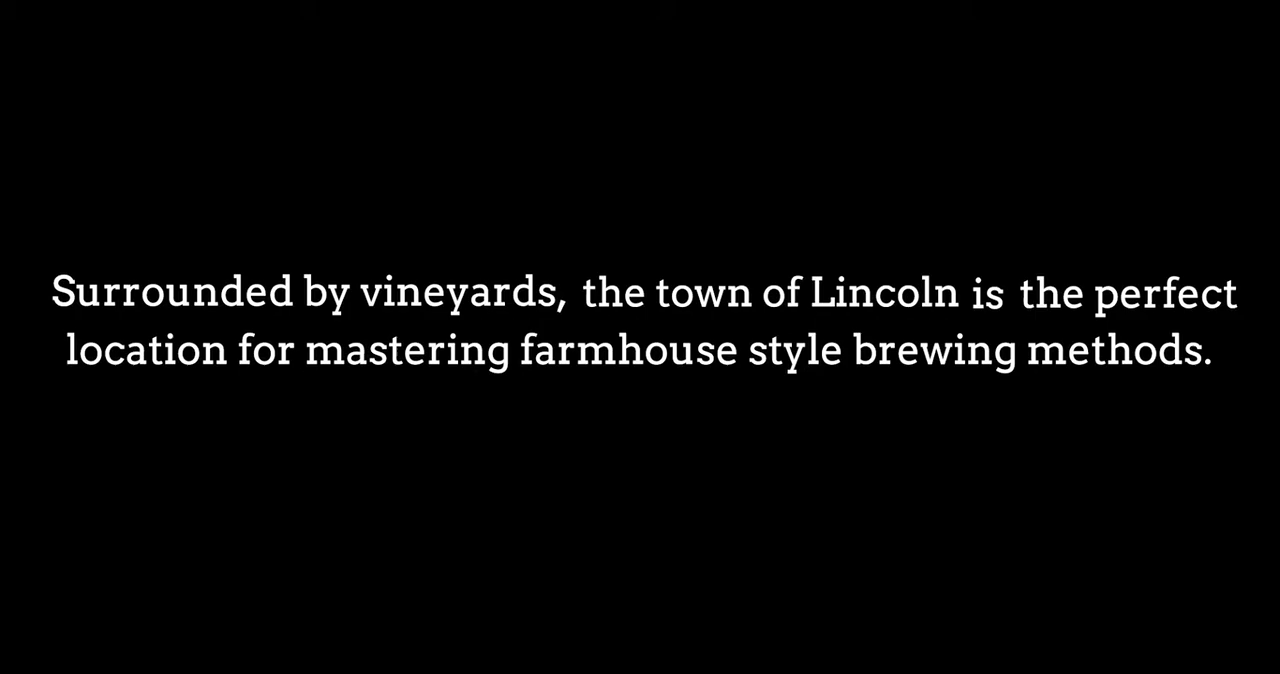 Surrounded by vineyards, the town of Lincoln is the perfect
location for mastering farmhouse style brewing methods.